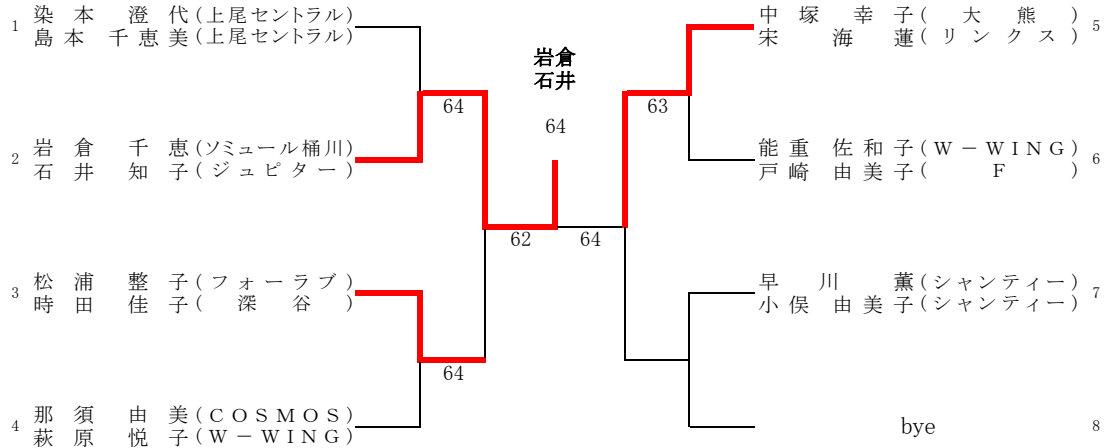 1 染本 澄代(上尾セントラル)
島本 千恵美(上尾セントラル)
2 岩倉 千恵(ソミュール桶川)
石井 知子(ジュピター)
3 松浦 整子(フォーラブ)
時田 佳子(深谷)
4 那須 由美(COSMOS)
萩原 悦子(W-WING)
64
64
62
岩倉
石井
64
64
63
中塚 幸子(大熊) 5
宋 海蓮(リンクス)
能重 佐和子(W-WING) 6
戸崎 由美子(F)
早川 薫(シャンティー) 7
小俣 由美子(シャンティー)
bye 8